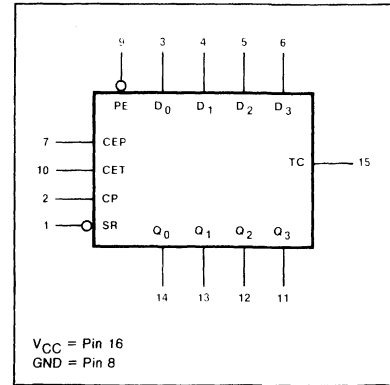 9 3 4 5 6
PE D0 D1 D2 D3
7 CEP
TC 15
10 CET
2 CP
1 SR
Q0 Q1 Q2 Q3
14 13 12 11
VCC = Pin 16
GND = Pin 8